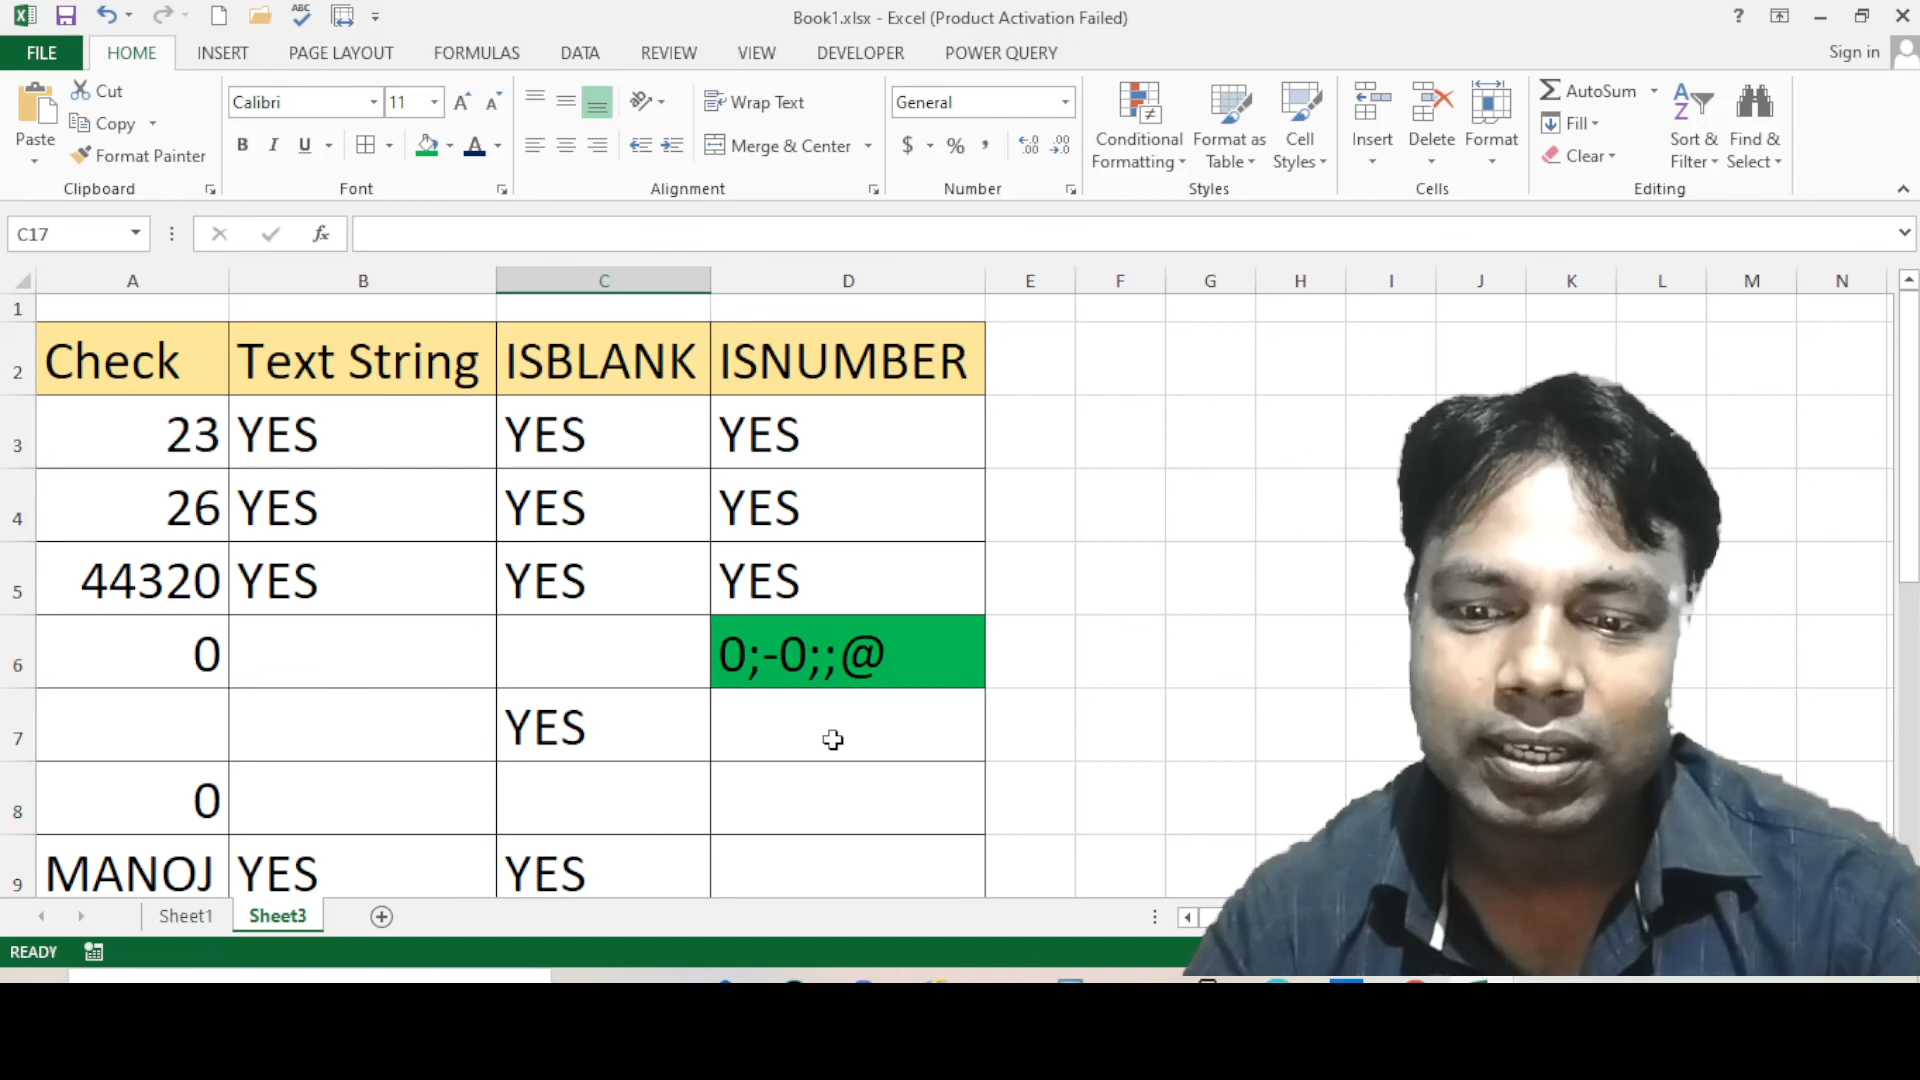 Book1.xlsx - Excel (Product Activation Failed)
FILE HOME INSERT PAGE LAYOUT FORMULAS DATA REVIEW VIEW DEVELOPER POWER QUERY Sign in
Paste
Cut
Copy
Format Painter
Clipboard
Calibri 11
B I U
Font
Wrap Text
Merge & Center
Alignment
General
$ % ,
Number
Conditional Formatting
Format as Table
Cell Styles
Styles
Insert Delete Format
Cells
AutoSum
Fill
Clear
Sort & Filter
Find & Select
Editing
C17 fx
A B C D E F G H I J K L M N
1
2 Check Text String ISBLANK ISNUMBER
3 23 YES YES YES
4 26 YES YES YES
5 44320 YES YES YES
6 0 0;-0;;@
7 YES
8 0
9 MANOJ YES YES
Sheet1 Sheet3
READY